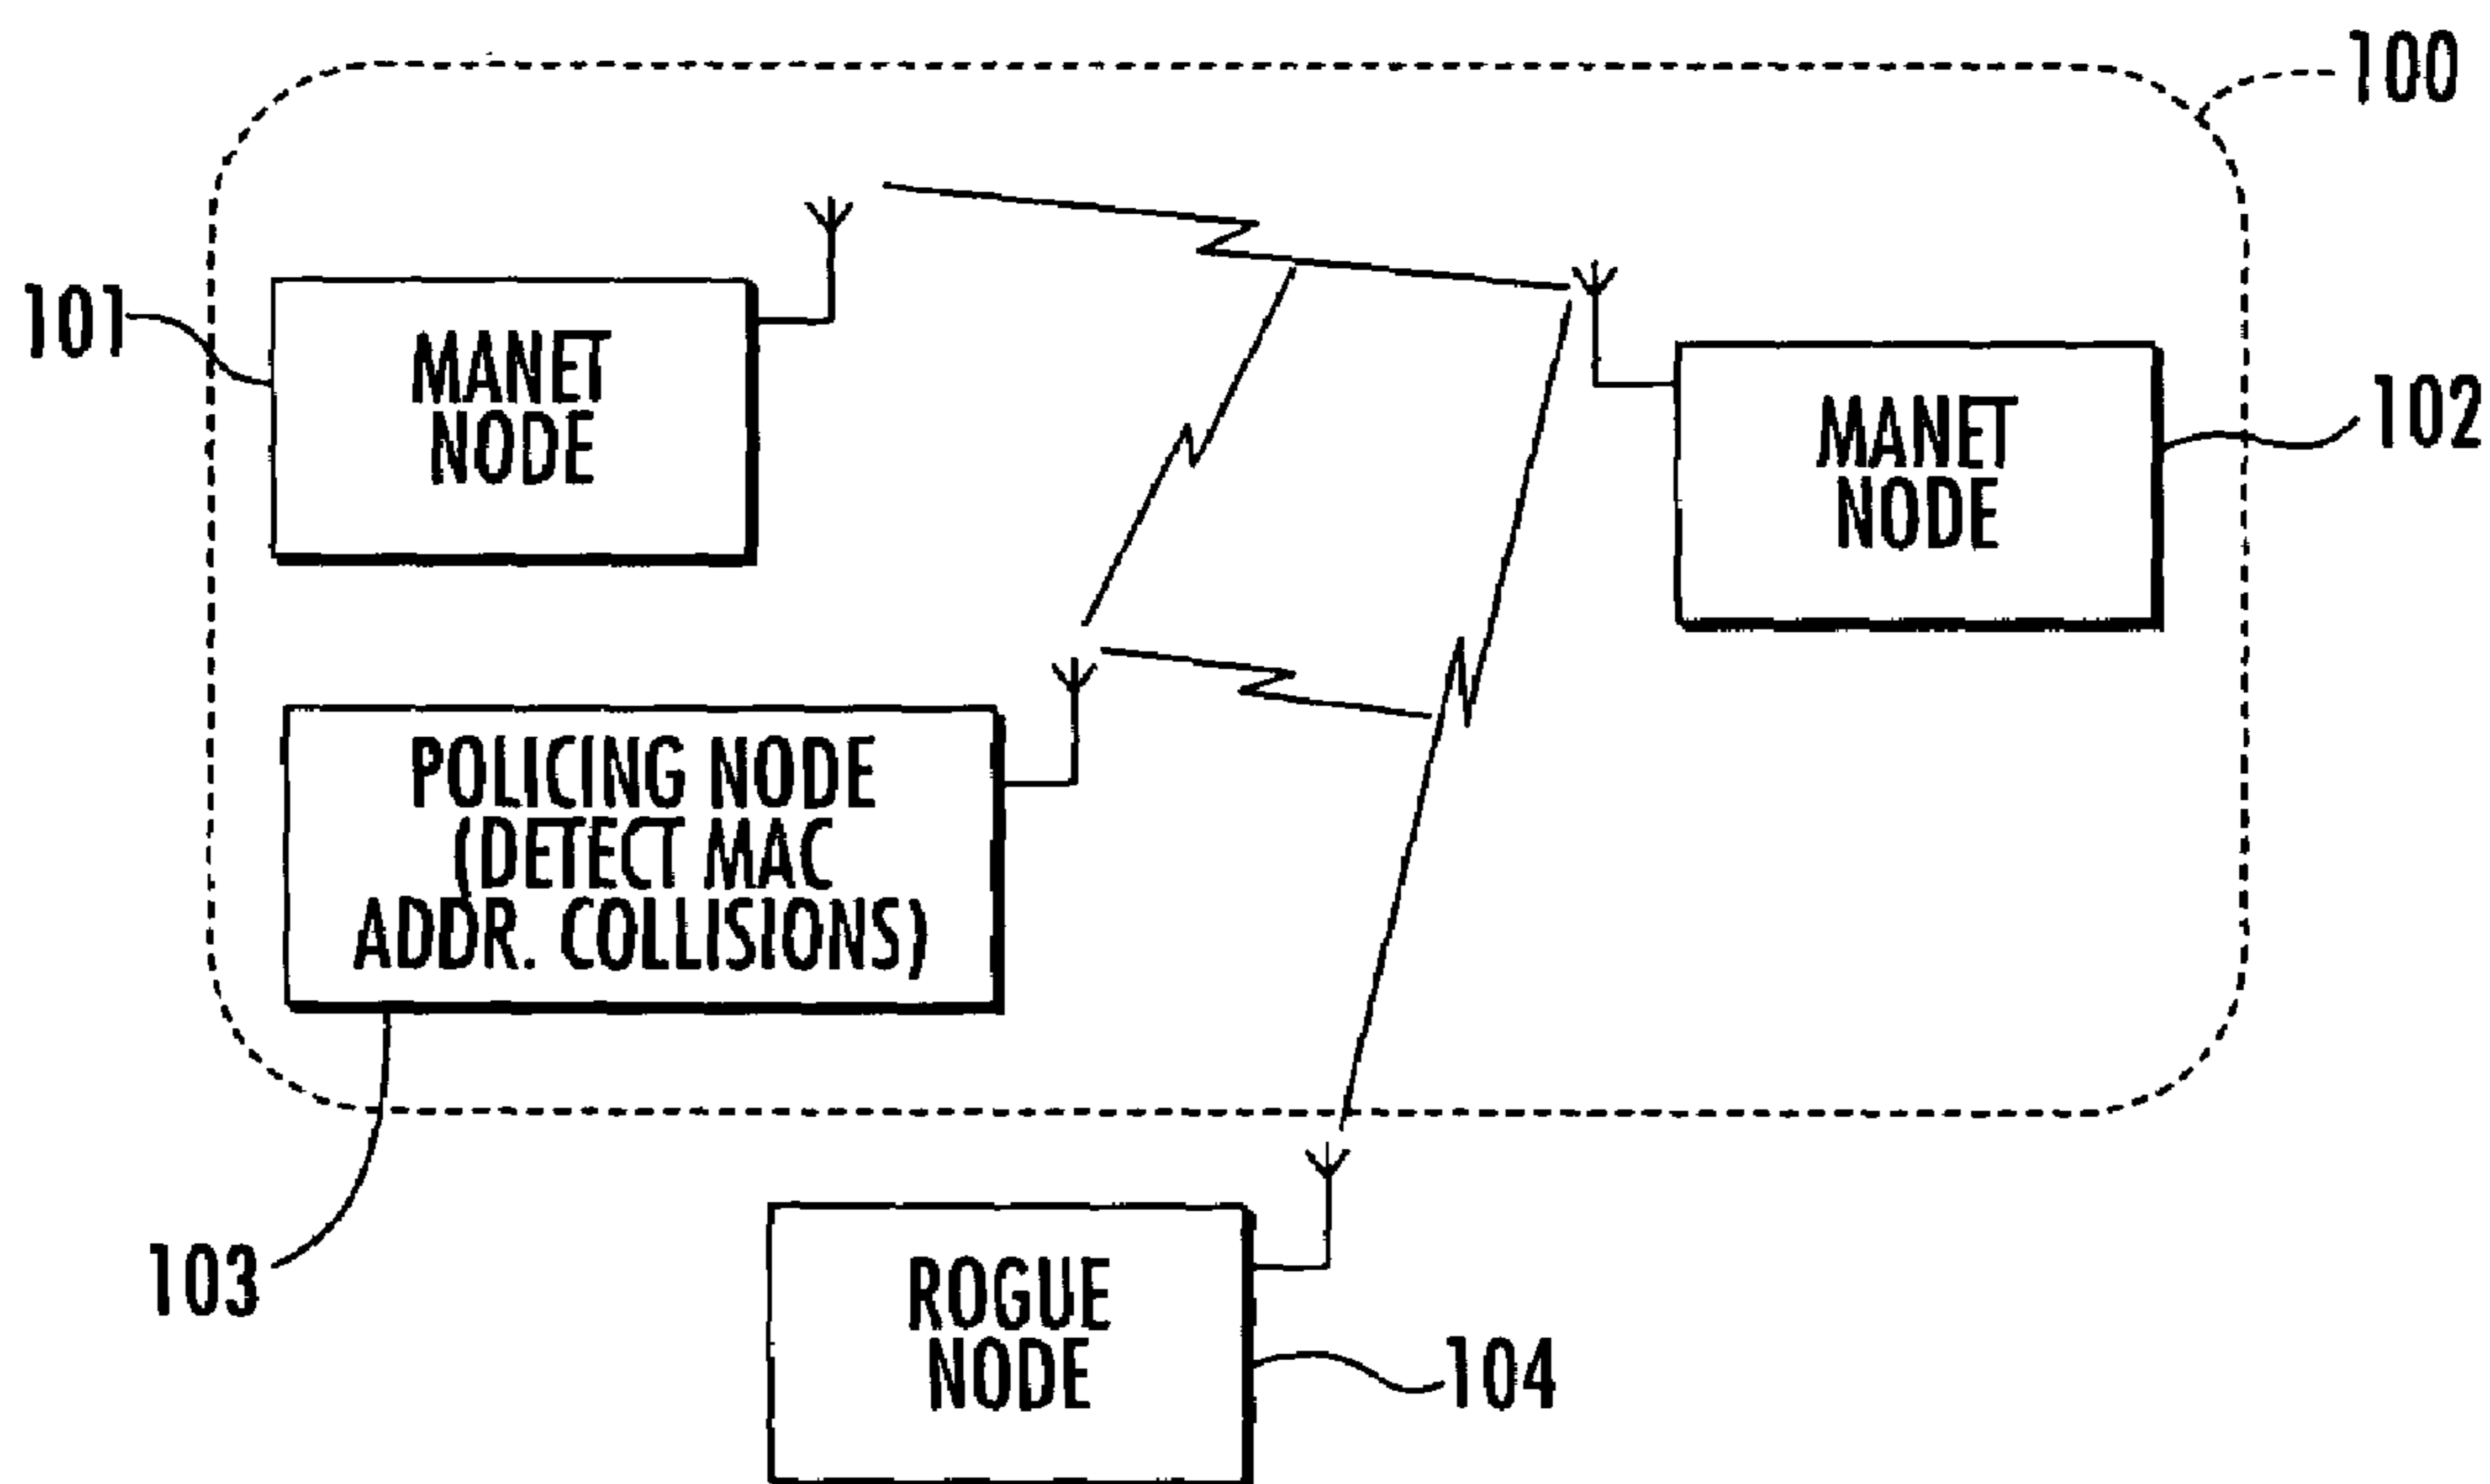 100
101
MANET
NODE
MANET
NODE
102
POLICING NODE
(DETECT MAC
ADDR. COLLISIONS)
103
ROGUE
NODE
104